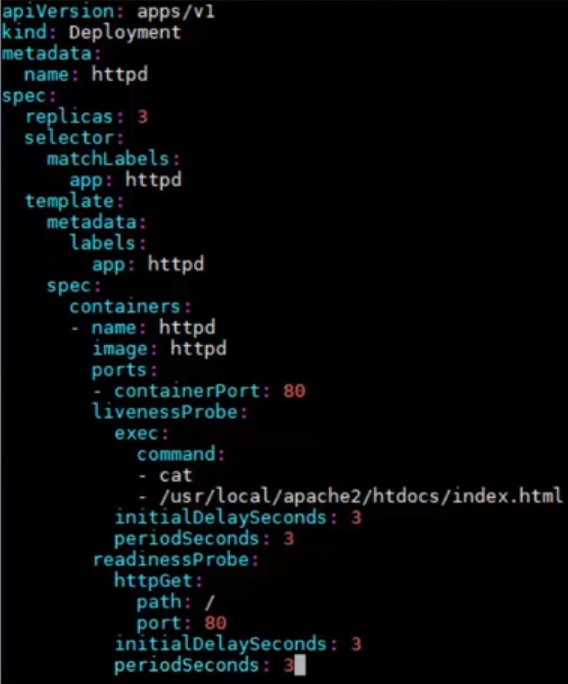 apiVersion: apps/v1
kind: Deployment
metadata:
  name: httpd
spec:
  replicas: 3
  selector:
    matchLabels:
      app: httpd
  template:
    metadata:
      labels:
        app: httpd
    spec:
      containers:
      - name: httpd
        image: httpd
        ports:
        - containerPort: 80
        livenessProbe:
          exec:
            command:
            - cat
            - /usr/local/apache2/htdocs/index.html
          initialDelaySeconds: 3
          periodSeconds: 3
        readinessProbe:
          httpGet:
            path: /
            port: 80
          initialDelaySeconds: 3
          periodSeconds: 3